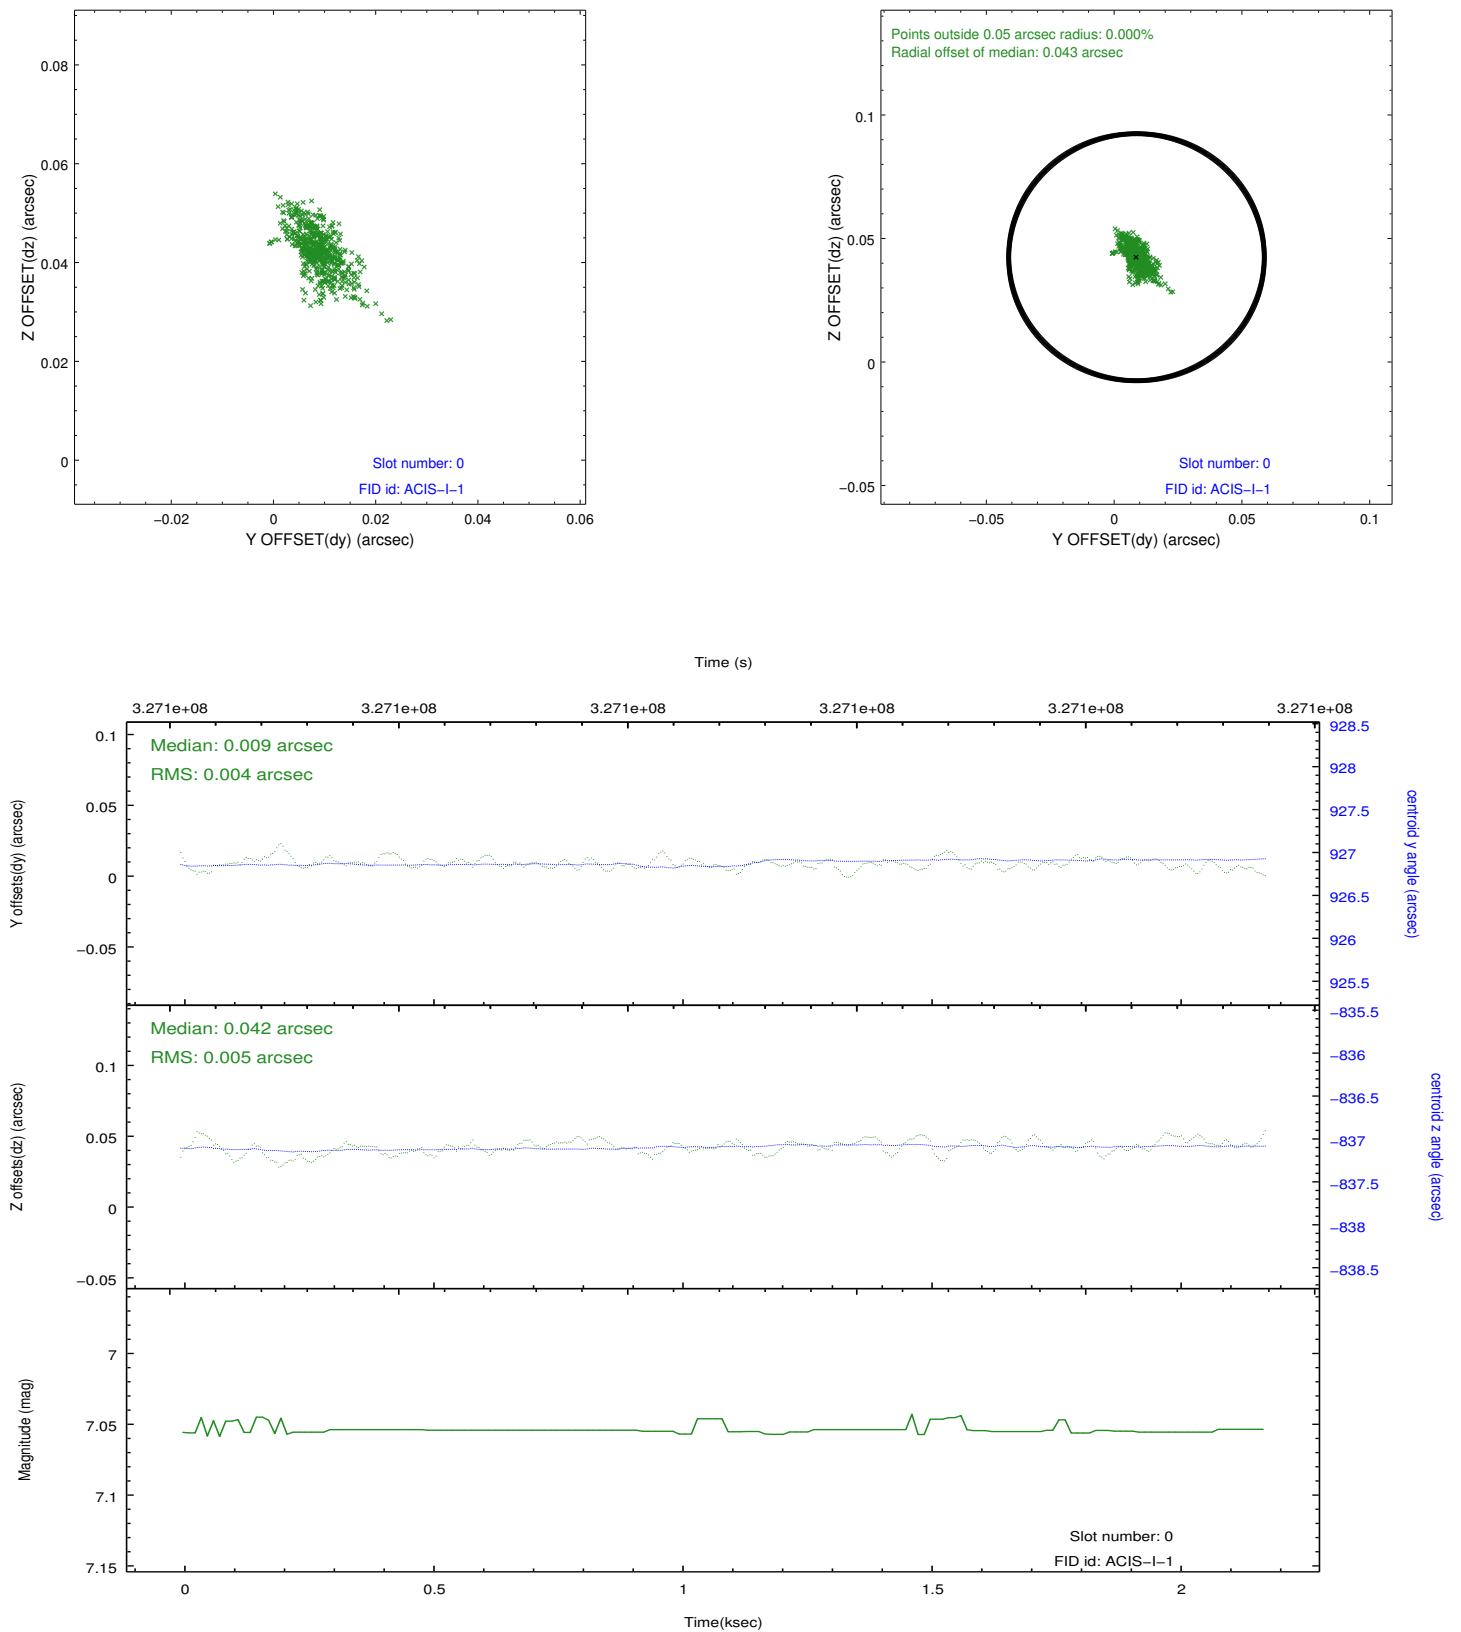 0.08
0.06
0.04
0.02
0
Z OFFSET(dz) (arcsec)
Slot number: 0
FID id: ACIS−I−1
−0.02 0 0.02 0.04 0.06
Y OFFSET(dy) (arcsec)
Points outside 0.05 arcsec radius: 0.000%
Radial offset of median: 0.043 arcsec
0.1
0.05
0
−0.05
Z OFFSET(dz) (arcsec)
Slot number: 0
FID id: ACIS−I−1
−0.05 0 0.05 0.1
Y OFFSET(dy) (arcsec)
Time (s)
3.271e+08 3.271e+08 3.271e+08 3.271e+08 3.271e+08 3.271e+08
Median: 0.009 arcsec
RMS: 0.004 arcsec
0.1
0.05
0
−0.05
Y offsets(dy) (arcsec)
928.5
928
927.5
927
926.5
926
925.5
centroid y angle (arcsec)
Median: 0.042 arcsec
RMS: 0.005 arcsec
0.1
0.05
0
−0.05
Z offsets(dz) (arcsec)
−835.5
−836
−836.5
−837
−837.5
−838
−838.5
centroid z angle (arcsec)
7
7.05
7.1
7.15
Magnitude (mag)
Slot number: 0
FID id: ACIS−I−1
0 0.5 1 1.5 2
Time(ksec)